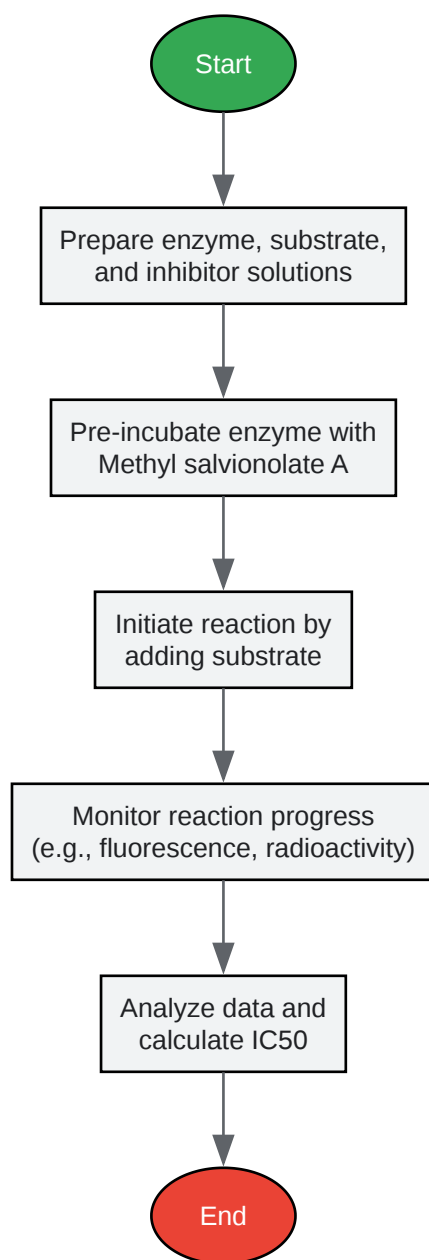 Start
Prepare enzyme, substrate,
and inhibitor solutions
Pre-incubate enzyme with
Methyl salvionolate A
Initiate reaction by
adding substrate
Monitor reaction progress
(e.g., fluorescence, radioactivity)
Analyze data and
calculate IC50
End